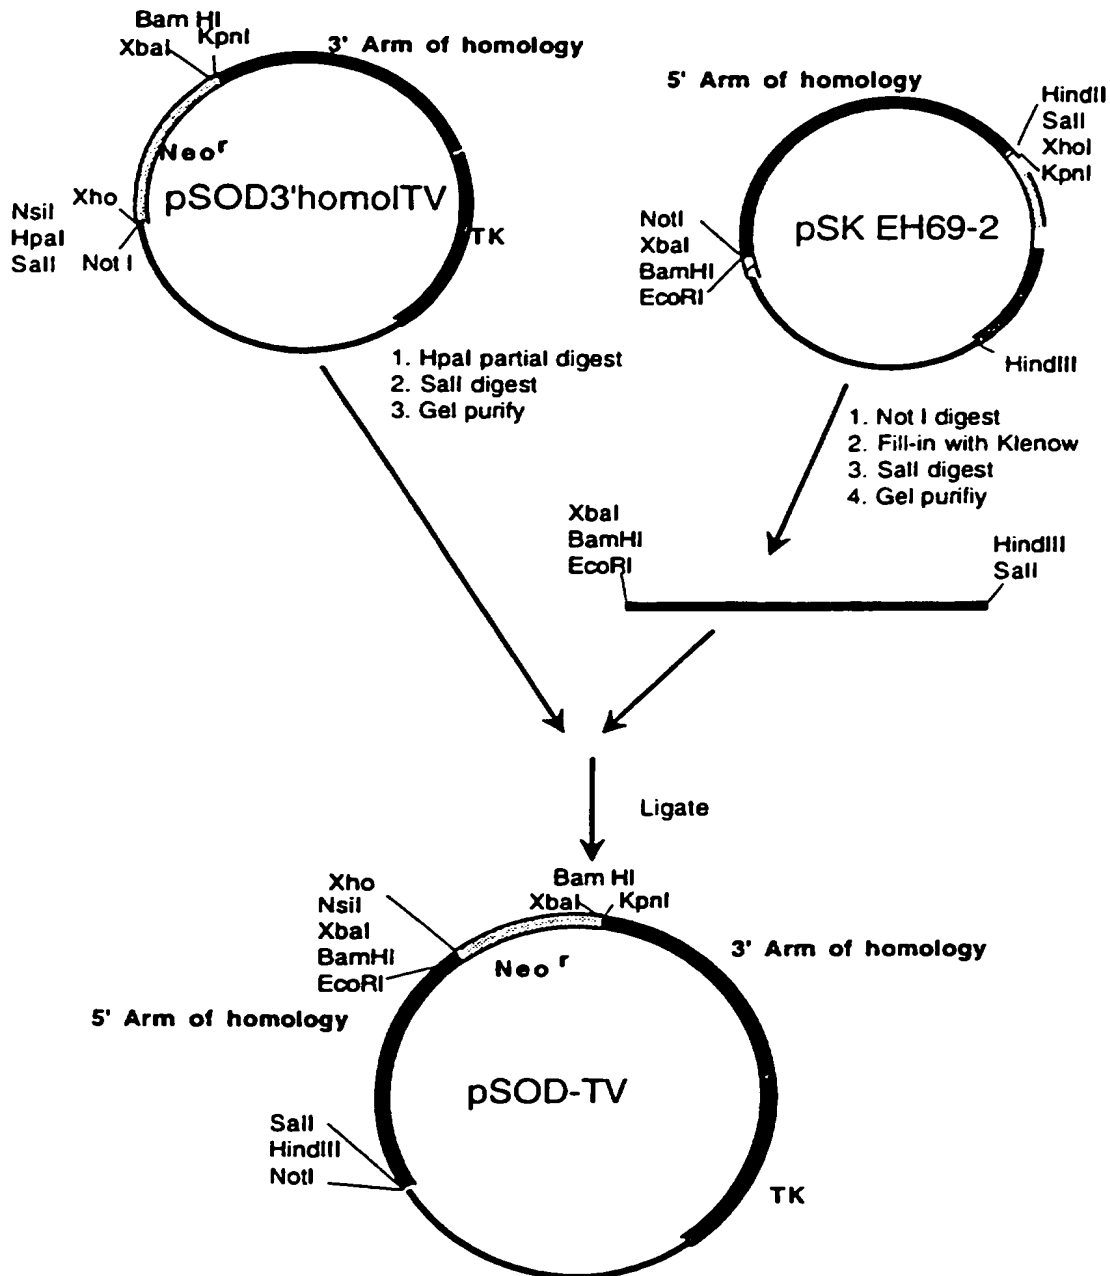 Bam HI
XbaI
KpnI
3' Arm of homology
Neo r
Xho
pSOD3'homolTV
NsiI
HpaI
SalI
Not I
TK
5' Arm of homology
HindII
SalI
XhoI
KpnI
NotI
XbaI
BamHI
EcoRI
pSK EH69-2
HindIII
1. HpaI partial digest
2. SalI digest
3. Gel purify
1. Not I digest
2. Fill-in with Klenow
3. SalI digest
4. Gel purifiy
XbaI
BamHI
EcoRI
HindIII
SalI
Ligate
Xho
NsiI
XbaI
BamHI
EcoRI
Bam HI
XbaI
KpnI
Neo r
3' Arm of homology
5' Arm of homology
pSOD-TV
SalI
HindIII
NotI
TK